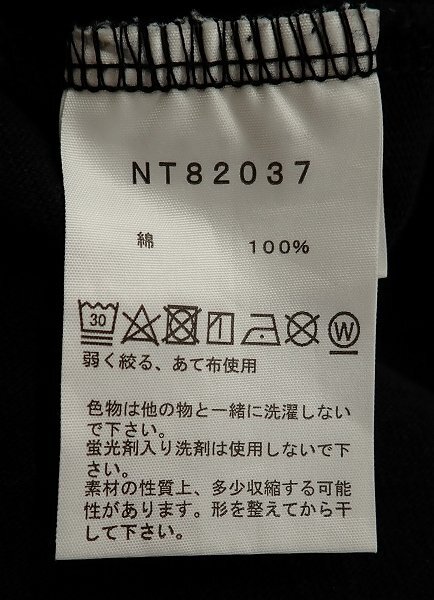 NT82037
綿 100%
30 W
弱く絞る、あて布使用
色物は他の物と一緒に洗濯しない
で下さい。
蛍光剤入り洗剤は使用しないで下
さい。
素材の性質上、多少収縮する可能
性があります。形を整えてから干
して下さい。